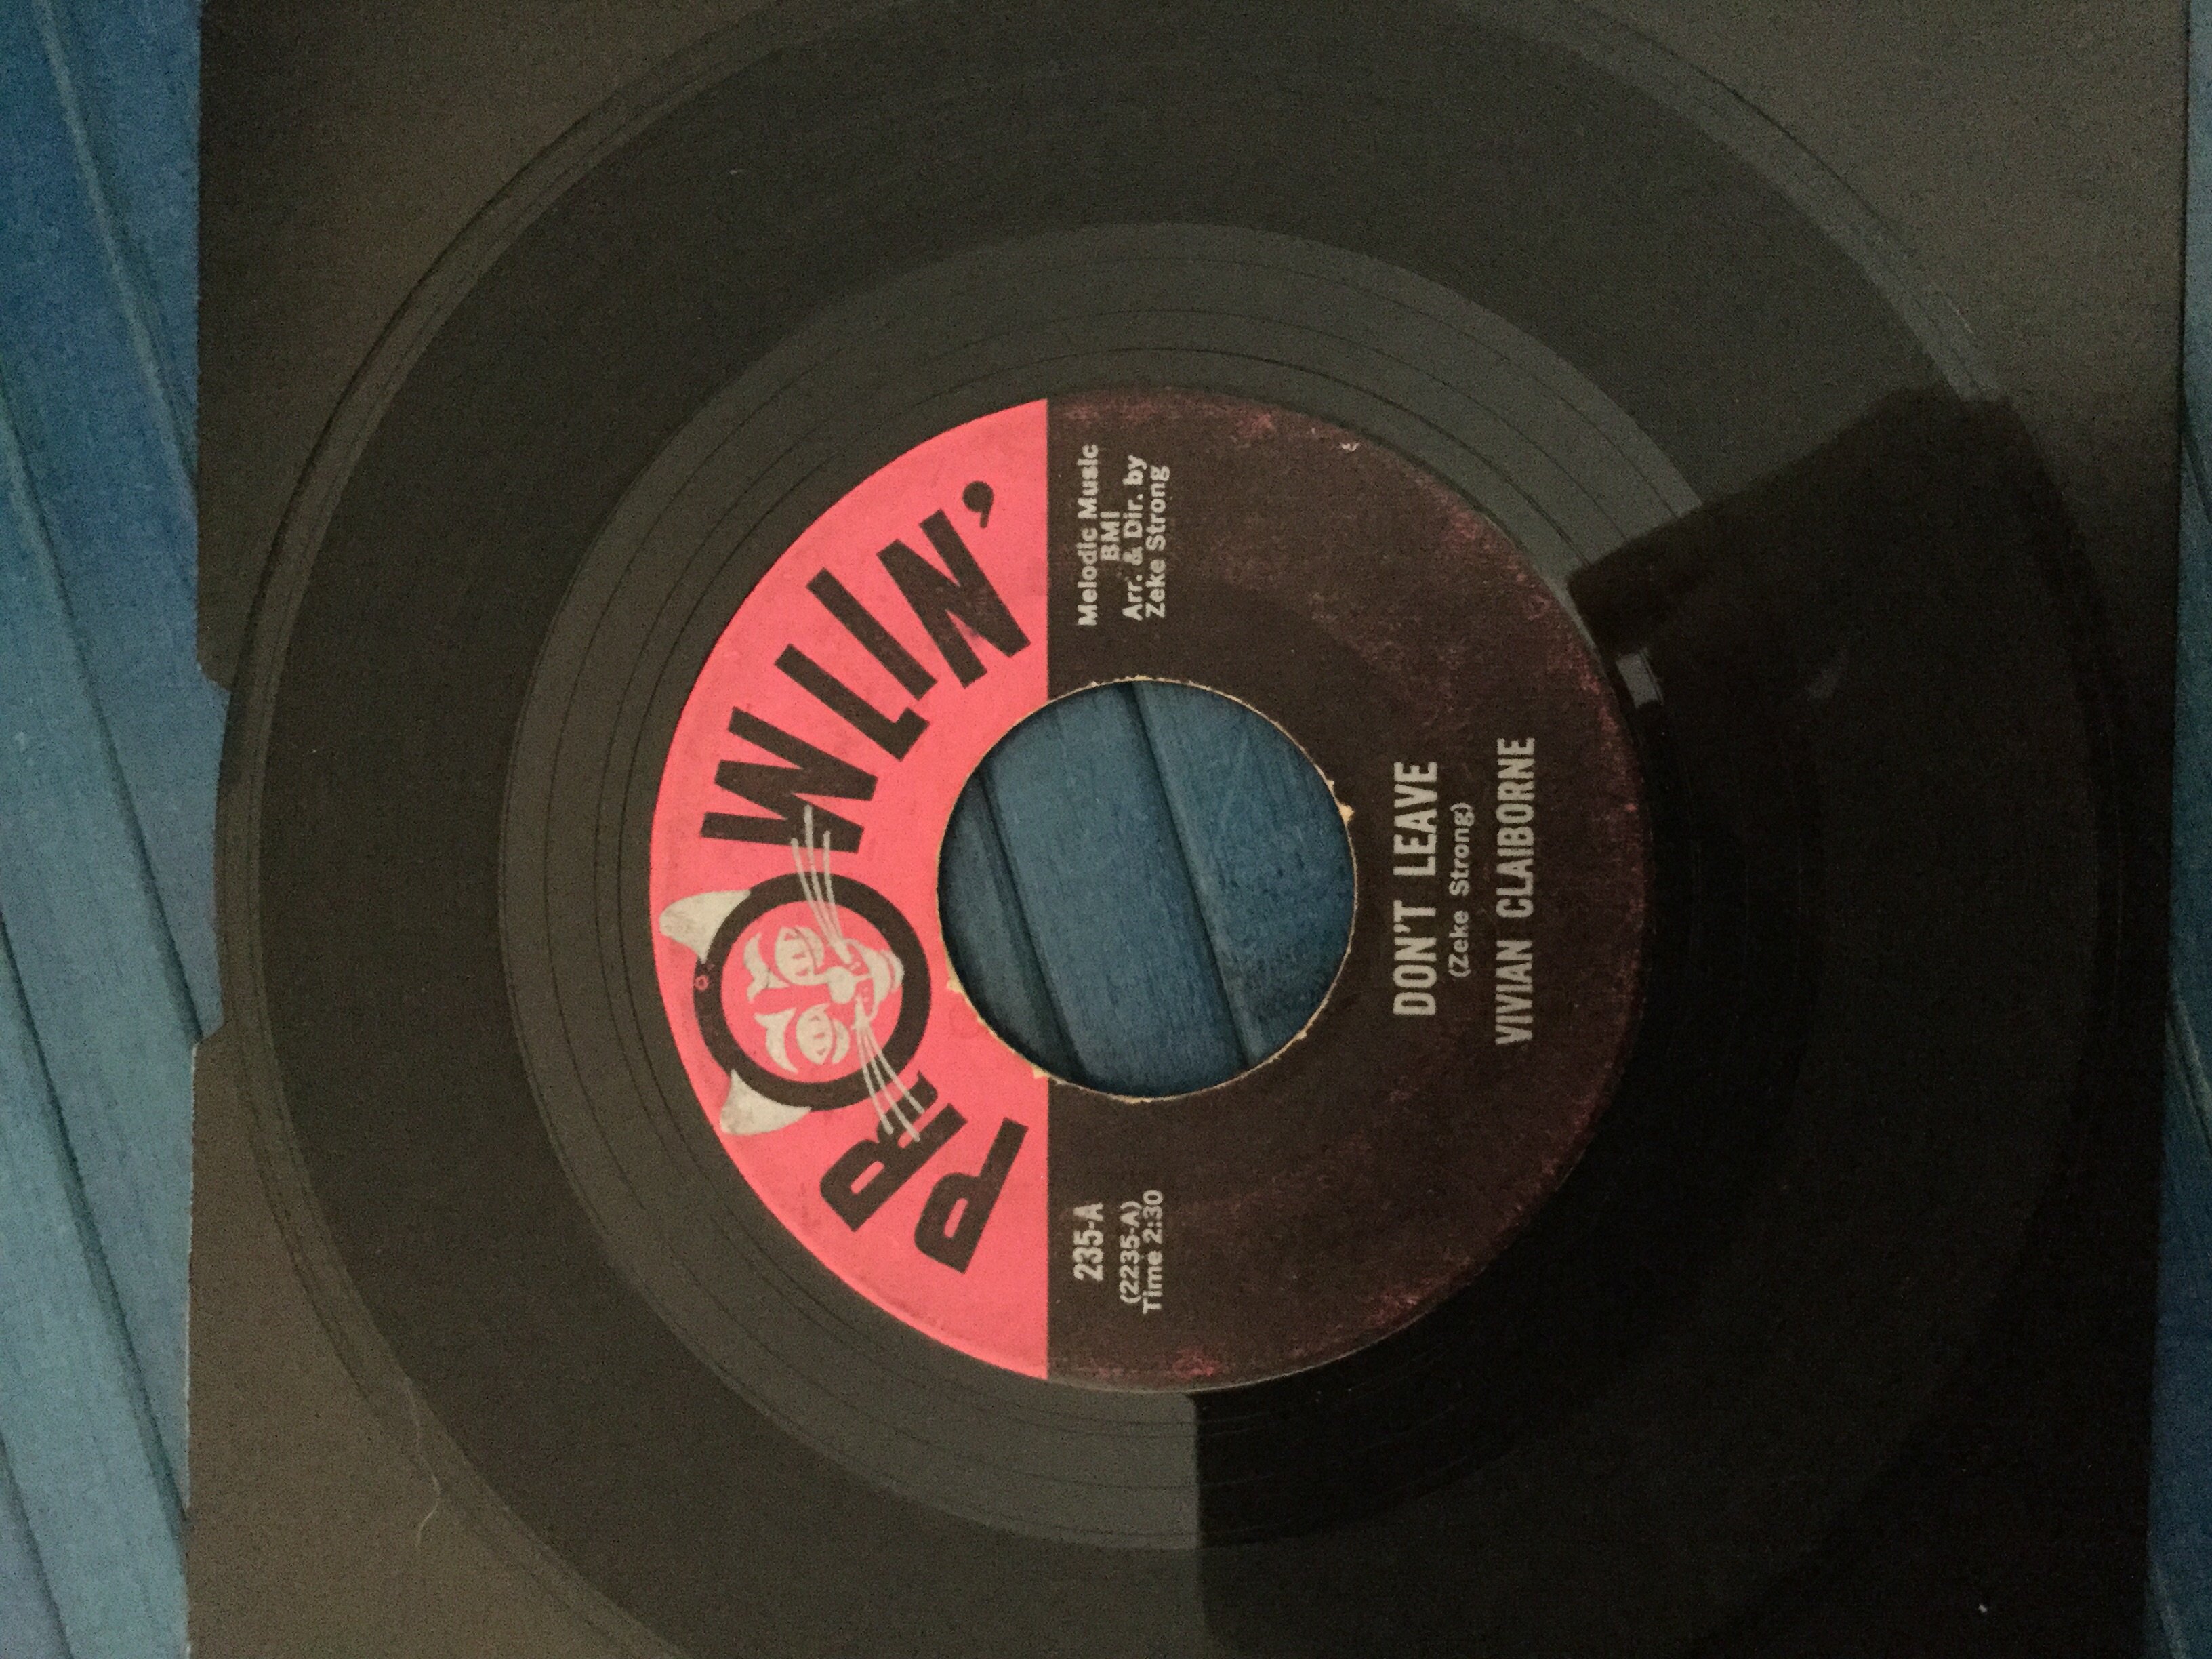 PROWLIN'
235-A
(2235-A)
Time 2:30
Melodic Music
BMI
Arr. & Dir. by
Zeke Strong
DON'T LEAVE
(Zeke Strong)
VIVIAN CLAIBORNE